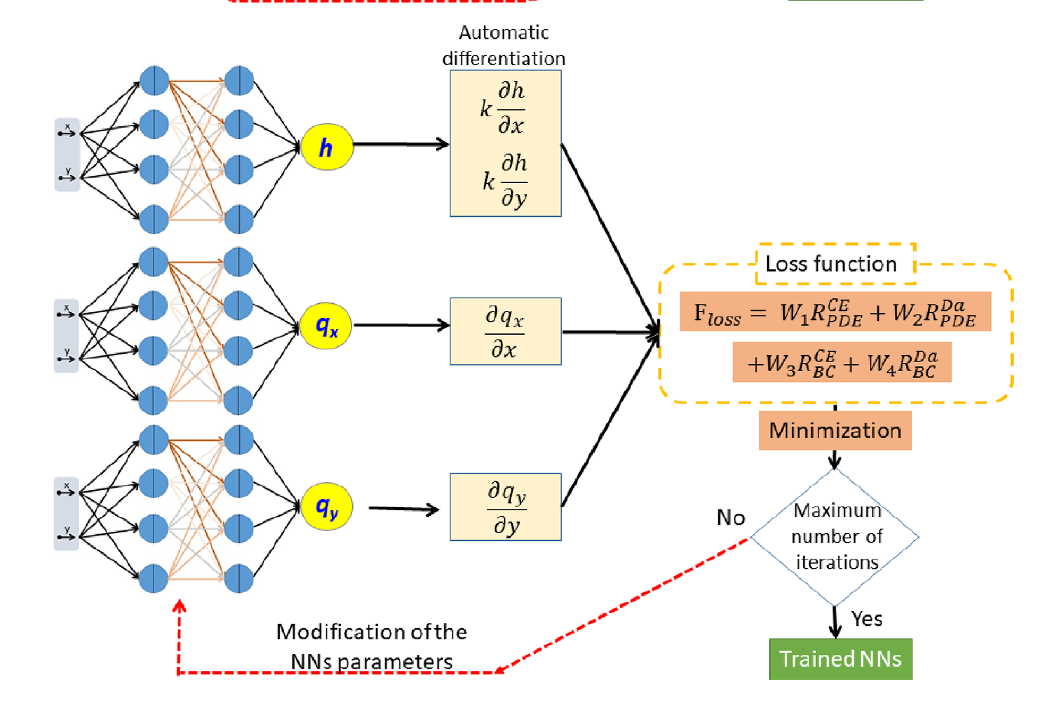 Automatic
differentiation
x
y
h
k ∂h/∂x
k ∂h/∂y
x
y
q_x
∂q_x/∂x
x
y
q_y
∂q_y/∂y
Loss function
F_loss = W_1 R_PDE^CE + W_2 R_PDE^Da
+W_3 R_BC^CE + W_4 R_BC^Da
Minimization
Maximum
number of
iterations
No
Yes
Trained NNs
Modification of the
NNs parameters